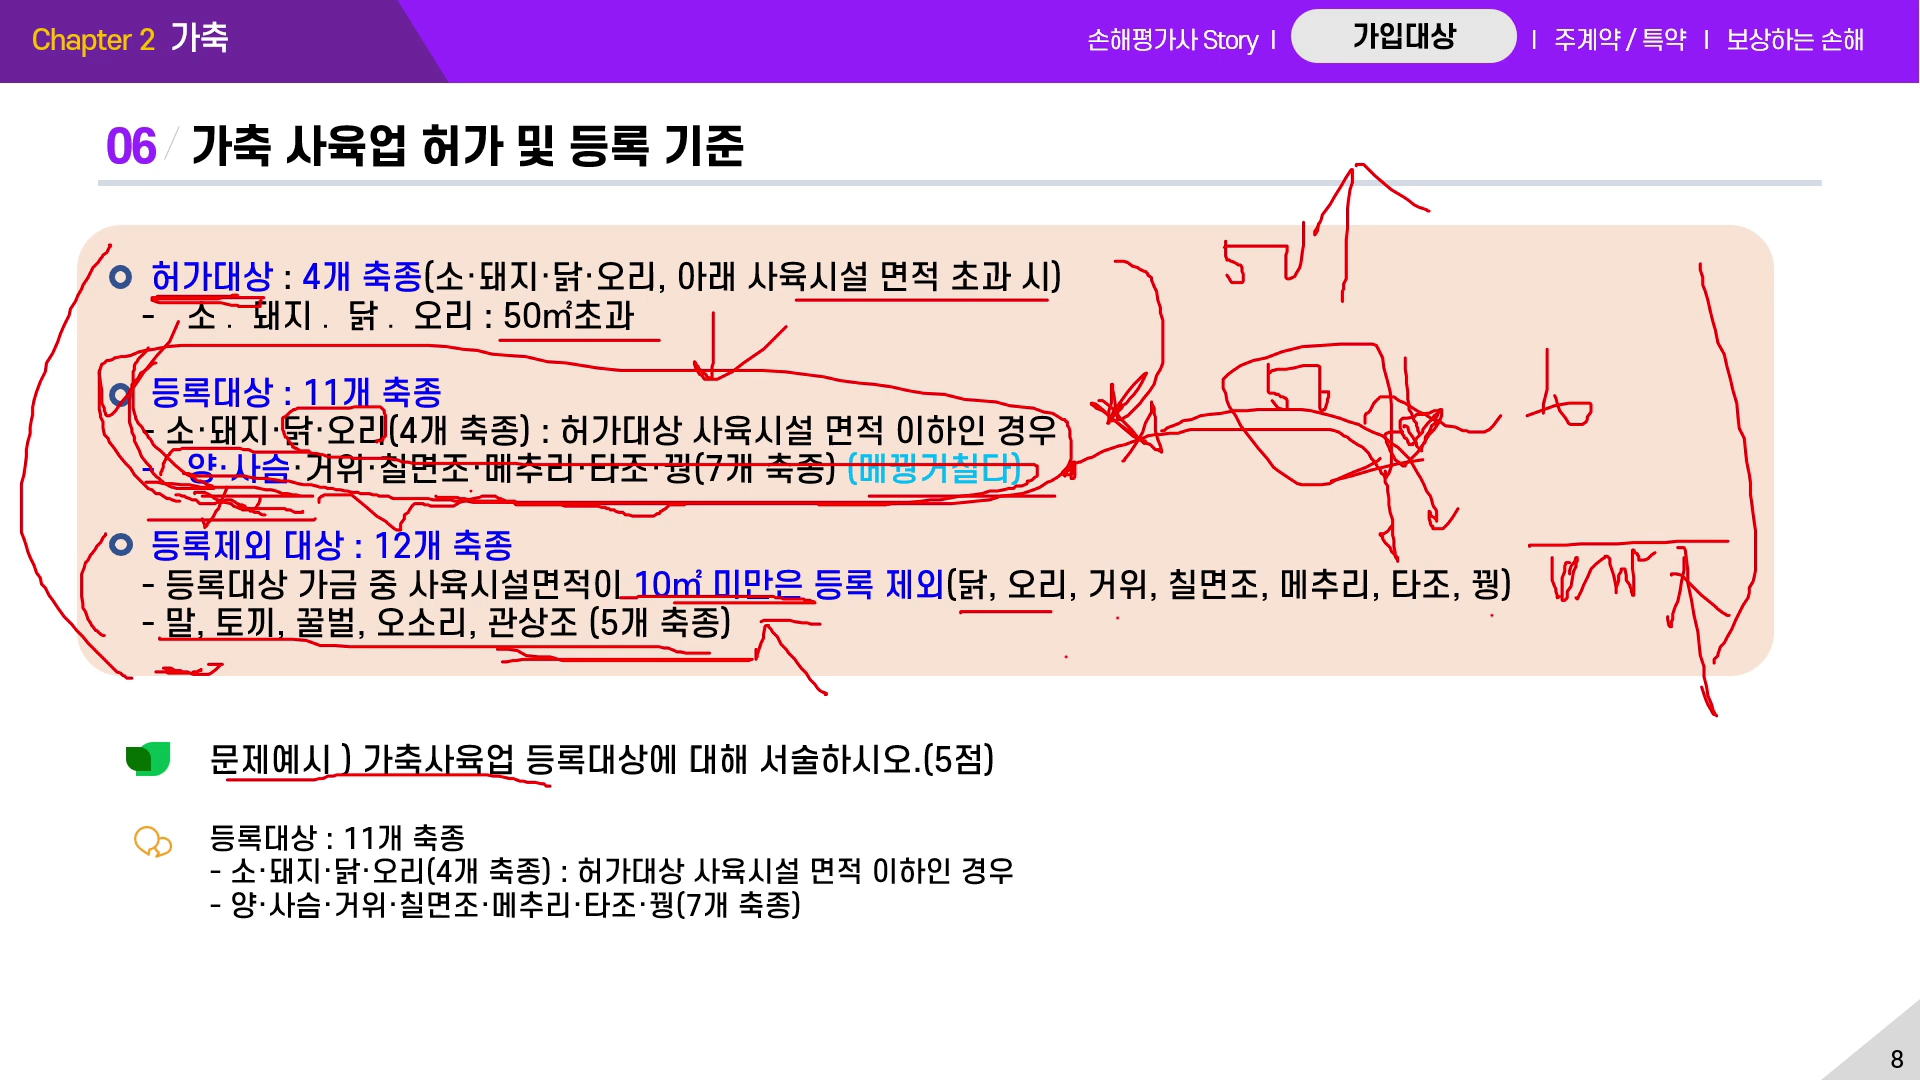 Chapter 2 가축
손해평가사 Story | 가입대상 | 주계약 / 특약 | 보상하는 손해
06 / 가축 사육업 허가 및 등록 기준
허가대상 : 4개 축종(소·돼지·닭·오리, 아래 사육시설 면적 초과 시)
- 소 . 돼지 . 닭 . 오리 : 50㎡초과
등록대상 : 11개 축종
- 소·돼지·닭·오리(4개 축종) : 허가대상 사육시설 면적 이하인 경우
- 양·사슴·거위·칠면조·메추리·타조·꿩(7개 축종) (메꿩거칠다)
등록제외 대상 : 12개 축종
- 등록대상 가금 중 사육시설면적이 10㎡ 미만은 등록 제외(닭, 오리, 거위, 칠면조, 메추리, 타조, 꿩)
- 말, 토끼, 꿀벌, 오소리, 관상조 (5개 축종)
문제예시 ) 가축사육업 등록대상에 대해 서술하시오.(5점)
등록대상 : 11개 축종
- 소·돼지·닭·오리(4개 축종) : 허가대상 사육시설 면적 이하인 경우
- 양·사슴·거위·칠면조·메추리·타조·꿩(7개 축종)
8